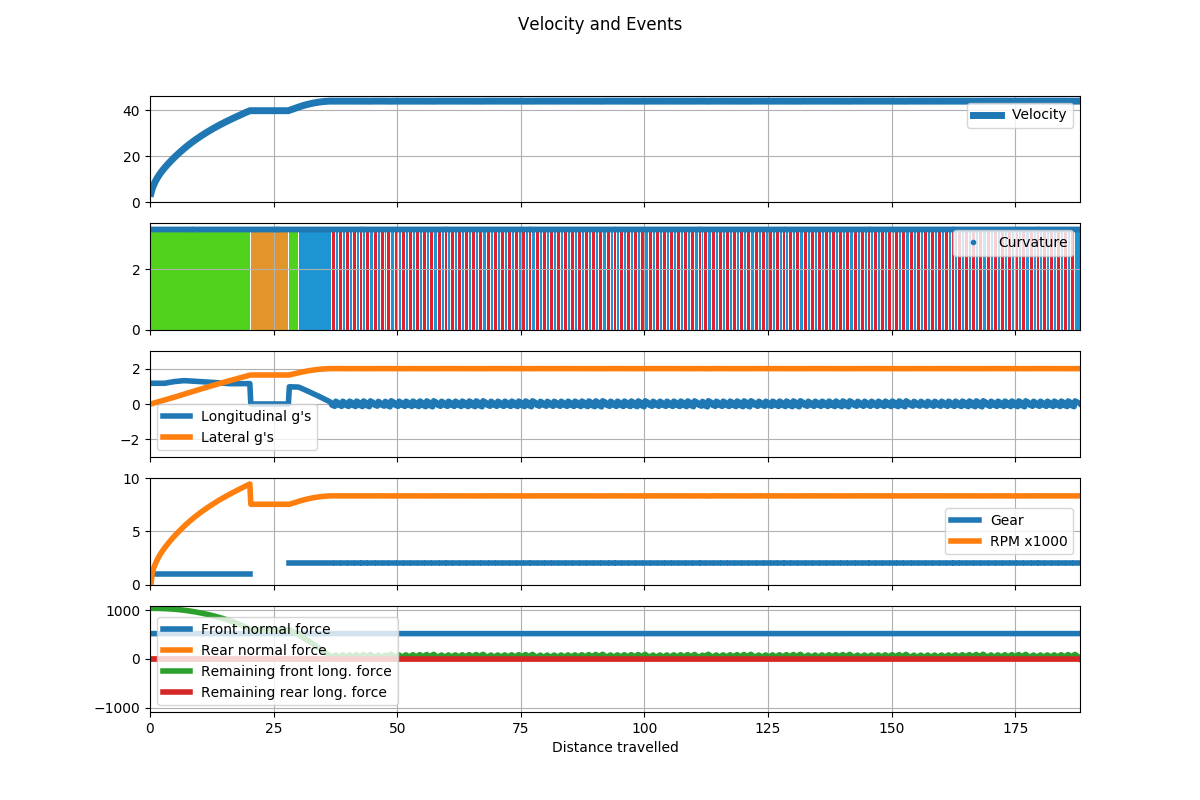 Velocity and Events
40
20
0
Velocity
2
0
Curvature
2
0
−2
Longitudinal g's
Lateral g's
10
5
0
Gear
RPM x1000
1000
0
−1000
Front normal force
Rear normal force
Remaining front long. force
Remaining rear long. force
0 25 50 75 100 125 150 175
Distance travelled